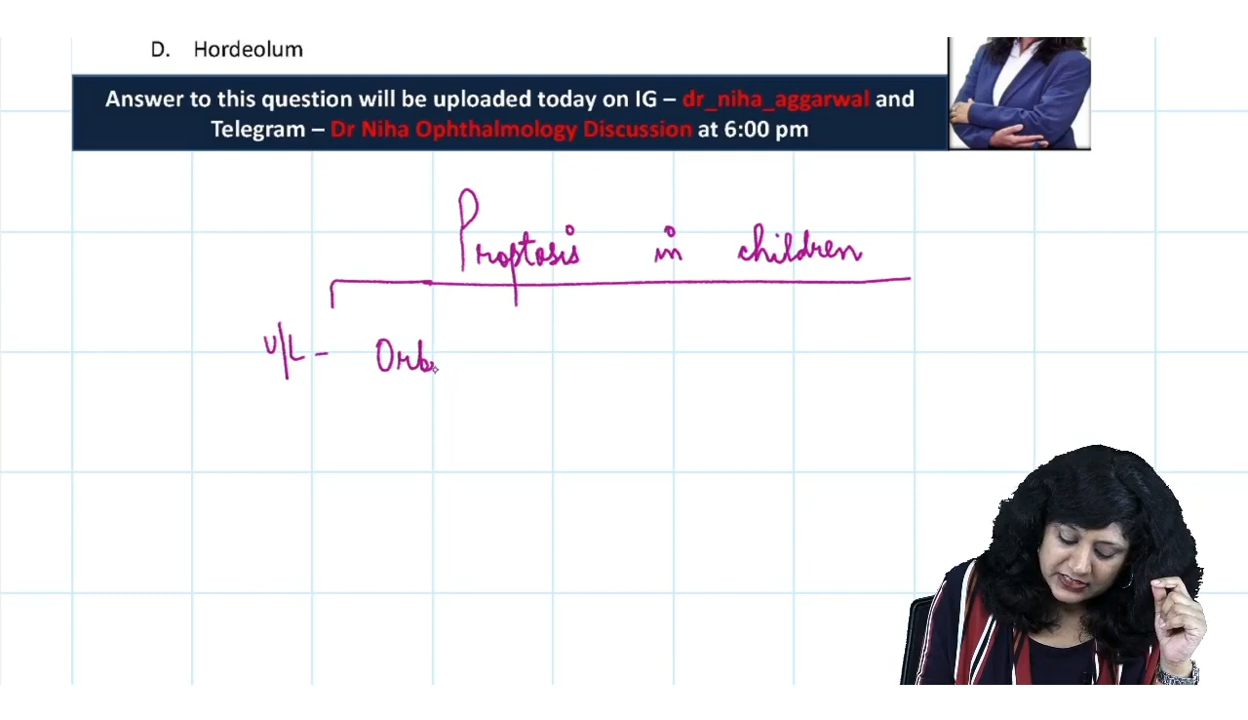 D. Hordeolum
Answer to this question will be uploaded today on IG – dr_niha_aggarwal and
Telegram – Dr Niha Ophthalmology Discussion at 6:00 pm
Proptosis in children
U/L - Orb